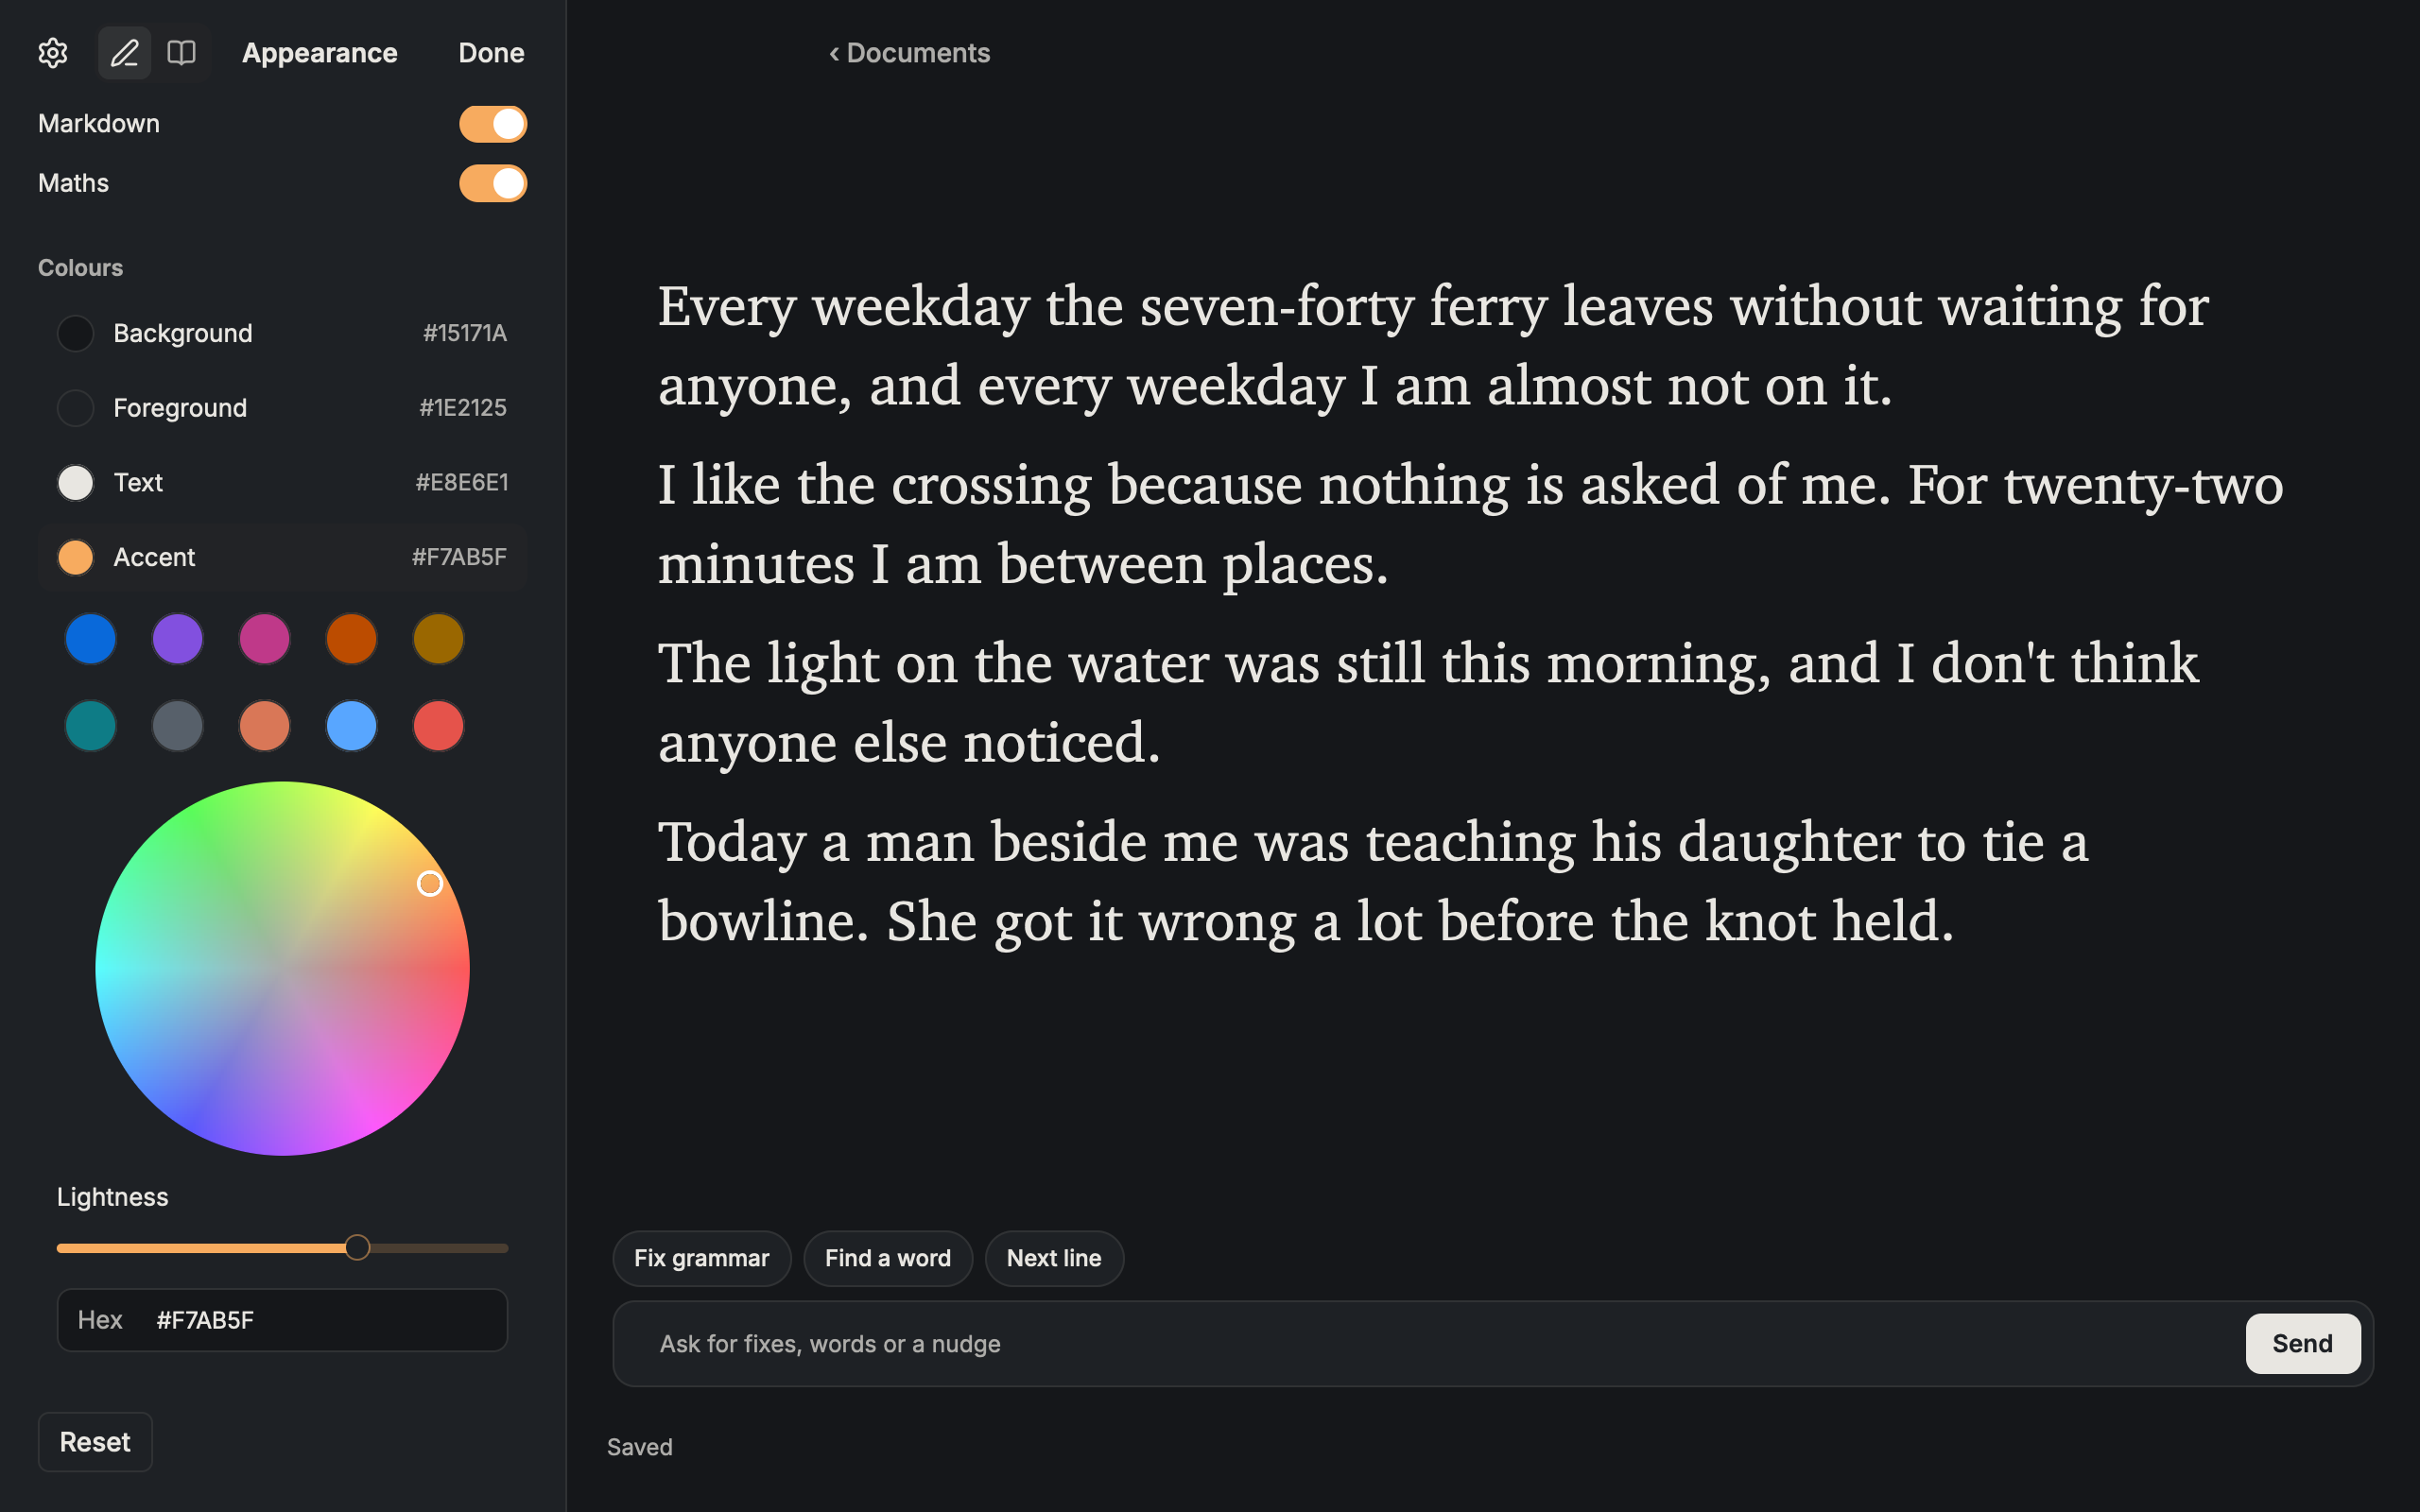 Appearance
Done
Markdown
Maths
Colours
Background #15171A
Foreground #1E2125
Text #E8E6E1
Accent #F7AB5F
Lightness
Hex #F7AB5F
Reset
‹ Documents
Every weekday the seven-forty ferry leaves without waiting for
anyone, and every weekday I am almost not on it.
I like the crossing because nothing is asked of me. For twenty-two
minutes I am between places.
The light on the water was still this morning, and I don't think
anyone else noticed.
Today a man beside me was teaching his daughter to tie a
bowline. She got it wrong a lot before the knot held.
Fix grammar
Find a word
Next line
Ask for fixes, words or a nudge
Send
Saved